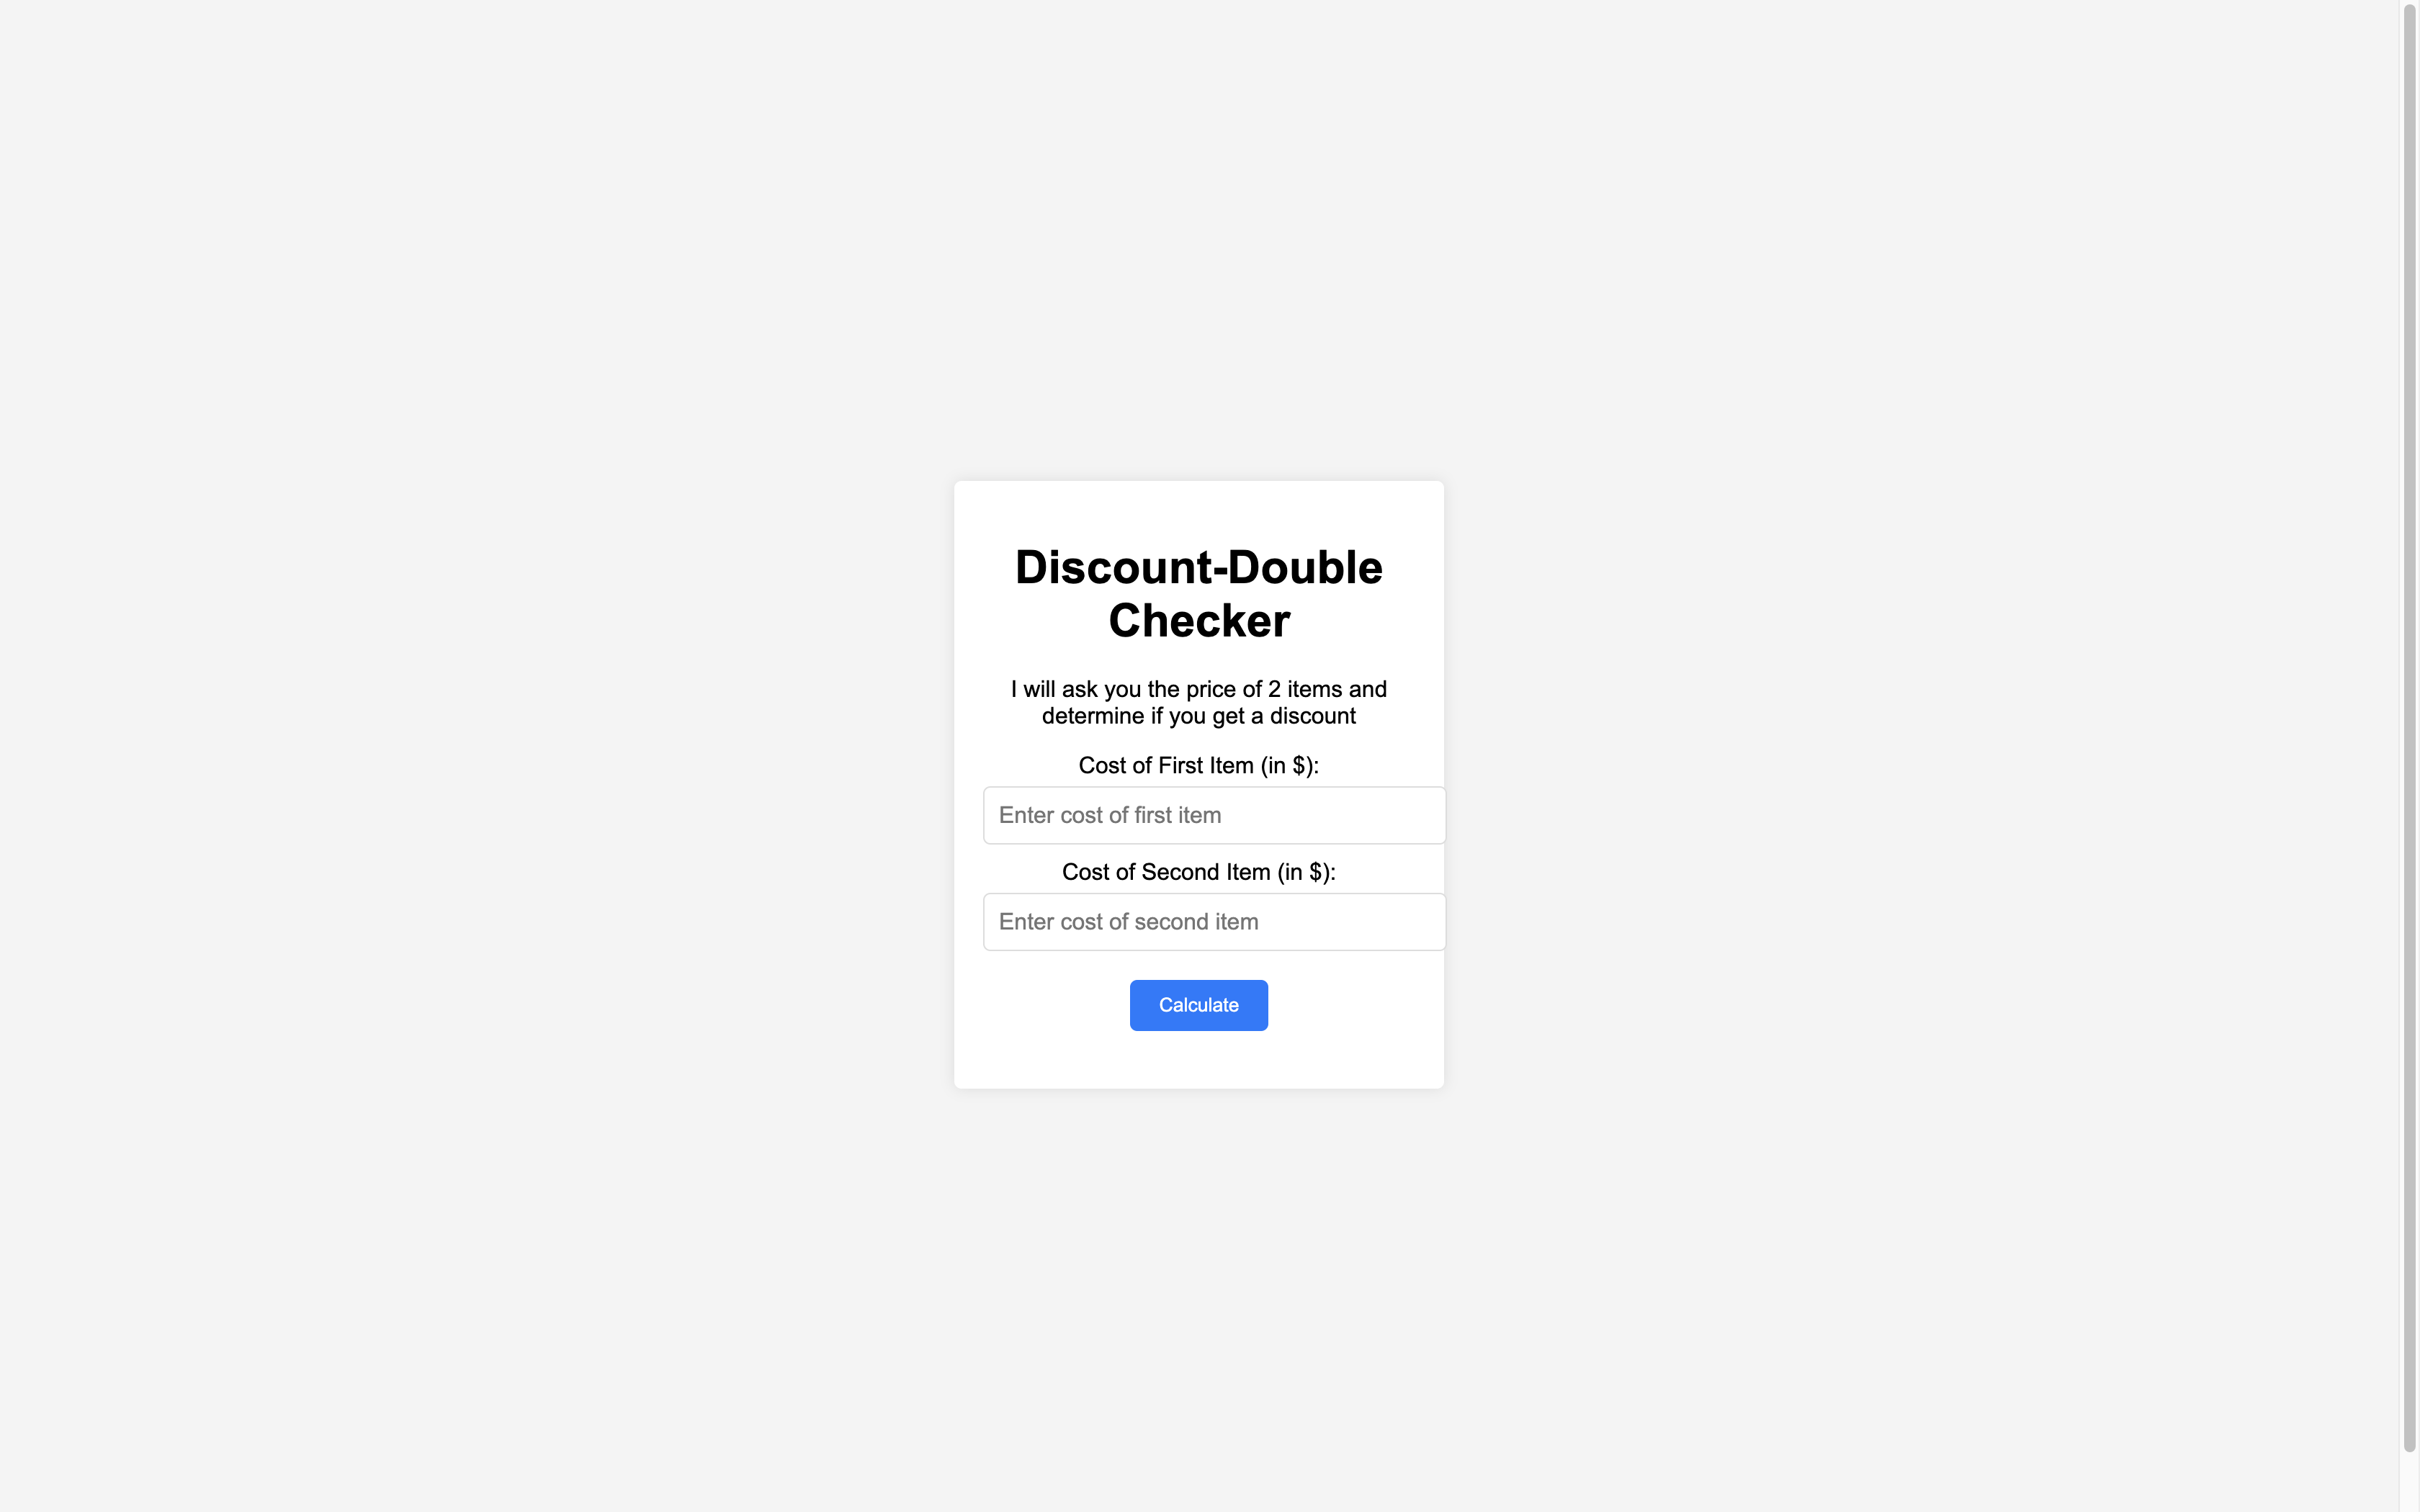 Discount-Double
Checker
I will ask you the price of 2 items and
determine if you get a discount
Cost of First Item (in $):
Enter cost of first item
Cost of Second Item (in $):
Enter cost of second item
Calculate